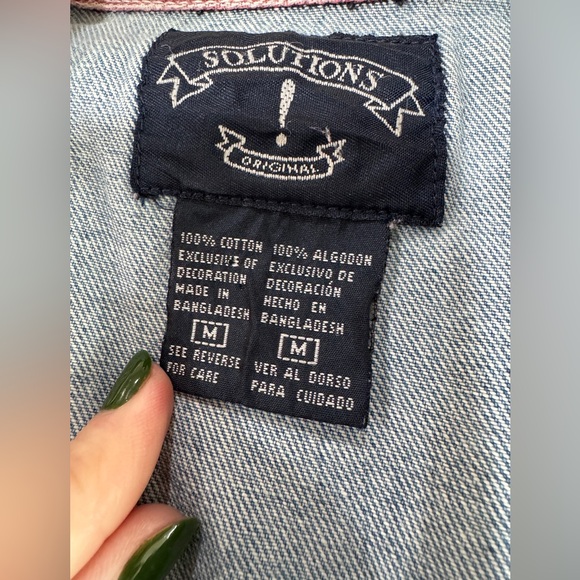 SOLUTIONS
!
ORIGINAL
100% COTTON
EXCLUSIVE OF
DECORATION
MADE IN
BANGLADESH
M
SEE REVERSE
FOR CARE
100% ALGODON
EXCLUSIVO DE
DECORACIÓN
HECHO EN
BANGLADESH
M
VER AL DORSO
PARA CUIDADO